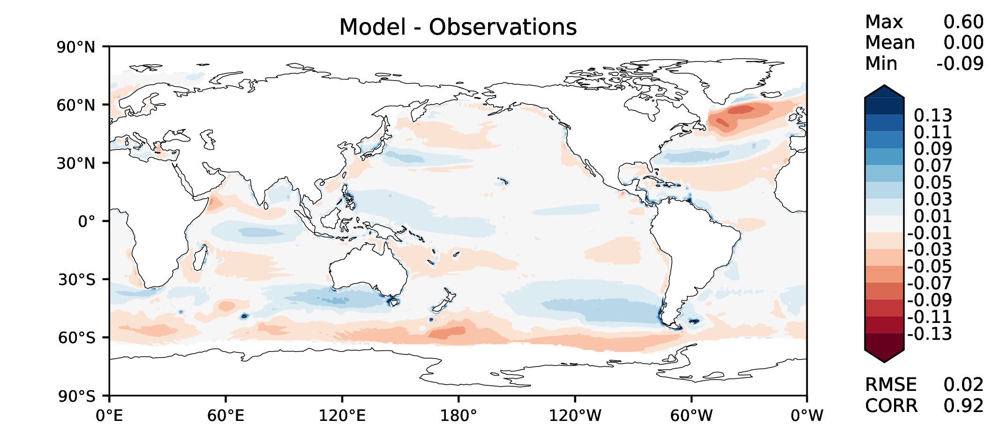 Model - Observations
Max 0.60
Mean 0.00
Min -0.09
90°N
60°N
30°N
0°
30°S
60°S
90°S
0°E 60°E 120°E 180° 120°W 60°W 0°W
0.13
0.11
0.09
0.07
0.05
0.03
0.01
-0.01
-0.03
-0.05
-0.07
-0.09
-0.11
-0.13
RMSE 0.02
CORR 0.92